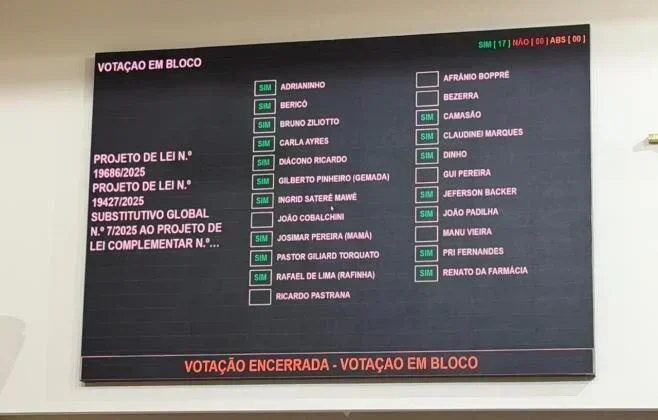 SIM [ 17 ] NÃO [ 00 ] ABS [ 00 ]
VOTAÇAO EM BLOCO
PROJETO DE LEI N.º
19686/2025
PROJETO DE LEI N.º
19427/2025
SUBSTITUTIVO GLOBAL
N.º 7/2025 AO PROJETO DE
LEI COMPLEMENTAR N.º...
SIM ADRIANINHO
SIM BERICÓ
SIM BRUNO ZILIOTTO
SIM CARLA AYRES
SIM DIÁCONO RICARDO
SIM GILBERTO PINHEIRO (GEMADA)
SIM INGRID SATERÉ MAWÉ
JOÃO COBALCHINI
SIM JOSIMAR PEREIRA (MAMÁ)
SIM PASTOR GILIARD TORQUATO
SIM RAFAEL DE LIMA (RAFINHA)
RICARDO PASTRANA
AFRÂNIO BOPPRÉ
BEZERRA
SIM CAMASÃO
SIM CLAUDINEI MARQUES
SIM DINHO
GUI PEREIRA
SIM JEFERSON BACKER
SIM JOÃO PADILHA
MANU VIEIRA
SIM PRI FERNANDES
SIM RENATO DA FARMÁCIA
VOTAÇÃO ENCERRADA - VOTAÇAO EM BLOCO